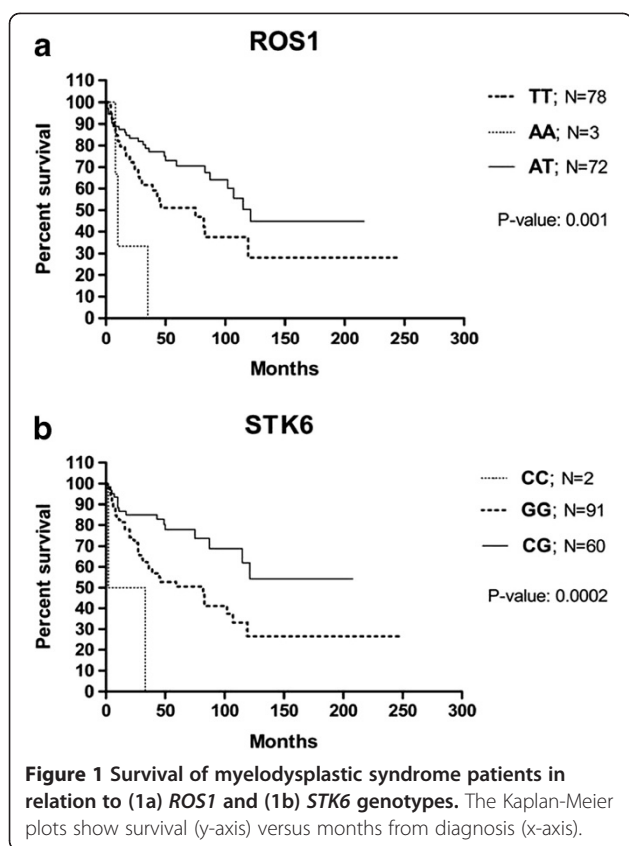 a
ROS1
110
100
90
80
70
60
50
40
30
20
10
0
Percent survival
0 50 100 150 200 250 300
Months
TT; N=78
AA; N=3
AT; N=72
P-value: 0.001
b
STK6
110
100
90
80
70
60
50
40
30
20
10
0
Percent survival
0 50 100 150 200 250 300
Months
CC; N=2
GG; N=91
CG; N=60
P-value: 0.0002
Figure 1 Survival of myelodysplastic syndrome patients in
relation to (1a) ROS1 and (1b) STK6 genotypes. The Kaplan-Meier
plots show survival (y-axis) versus months from diagnosis (x-axis).